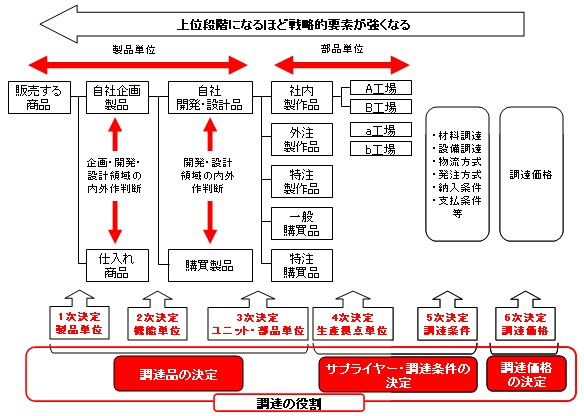 上位段階になるほど戦略的要素が強くなる
製品単位
部品単位
販売する
商品
自社企画
製品
自社
開発・設計品
社内
製作品
A工場
B工場
外注
製作品
a工場
b工場
特注
製作品
一般
購買品
特注
購買品
企画・開発・
設計領域の
内外作判断
開発・設計
領域の内外
作判断
仕入れ
商品
購買製品
・材料調達
・設備調達
・物流方式
・発注方式
・納入条件
・支払条件
等
調達価格
1次決定
製品単位
2次決定
機能単位
3次決定
ユニット・部品単位
4次決定
生産拠点単位
5次決定
調達条件
6次決定
調達価格
調達品の決定
サプライヤー・調達条件の
決定
調達価格
の決定
調達の役割